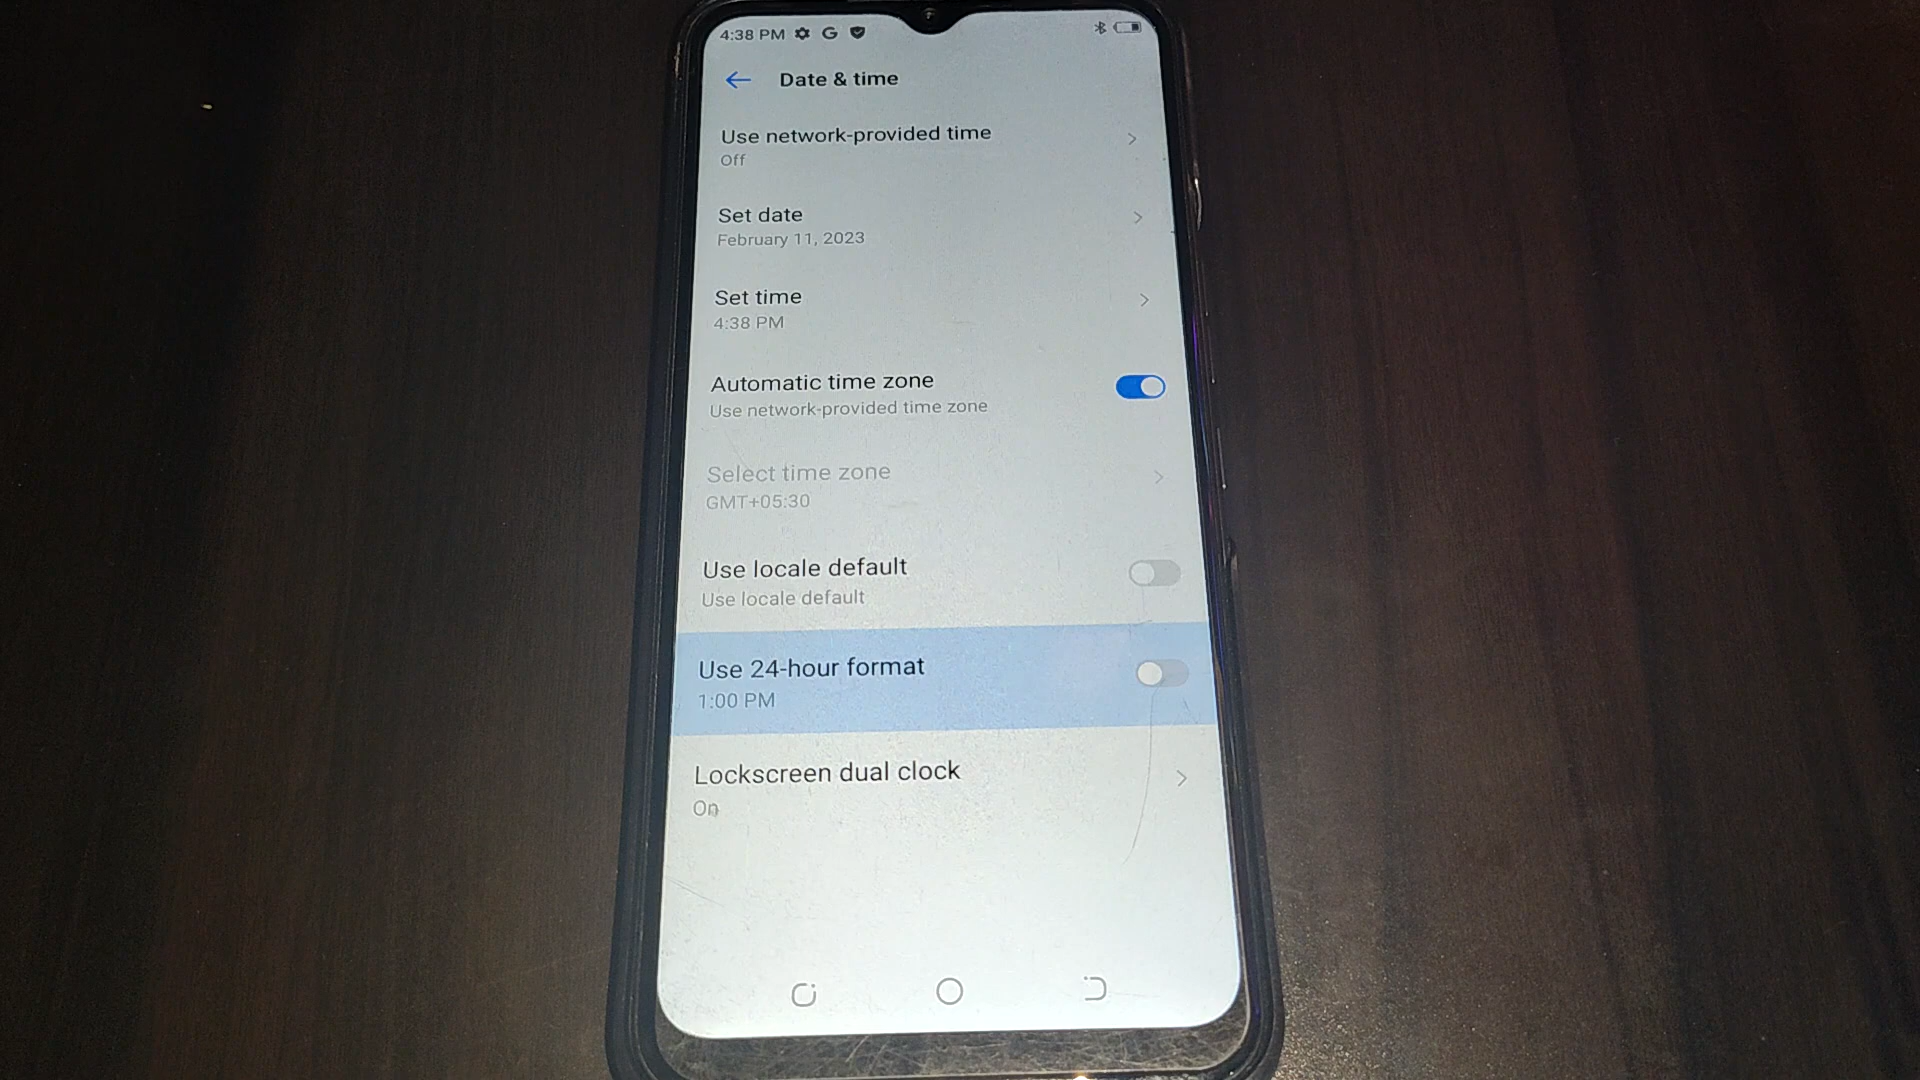 4:38 PM G
Date & time
Use network-provided time
Off
Set date
February 11, 2023
Set time
4:38 PM
Automatic time zone
Use network-provided time zone
Select time zone
GMT+05:30
Use locale default
Use locale default
Use 24-hour format
1:00 PM
Lockscreen dual clock
On